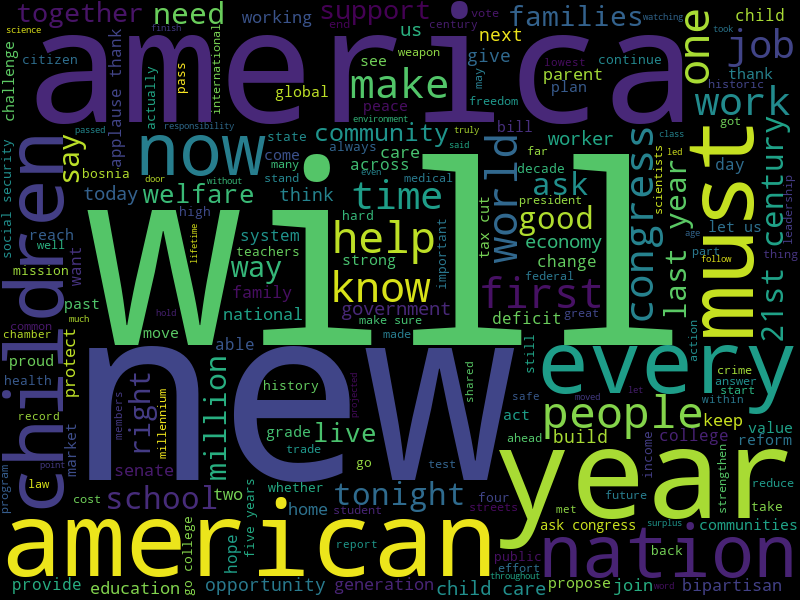 together
need
support
working
century
vote
watching
families
child
science
finish
end
us
took
america
one
job
challenge
citizen
applause thank
actually
pass
international
global
see
weapon
make
next
give
may
parent
plan
continue
lowest
thank
historic
peace
freedom
work
children
say
now
community
environment
passed
responsibility
always
state
care
bill
truly
said
worker
world
congress
class
led
got
must
21st century
leadership
bosnia
door
without
come
many
stand
across
even
medical
far
decade
ask
scientists
last year
day
social security
today
welfare
think
time
president
age
let us
reach
high
system
hard
help
important
good
tax cut
part
thing
well
lifetime
teachers
way
strong
economy
follow
mission
want
family
know
change
federal
will
first
past
national
government
deficit
great
common
much
hold
make sure
made
chamber
move
action
proud
protect
able
new
still
every
health
million
right
millennium
history
projected
shared
safe
moved
let
crime
answer
start
within
record
members
grade
live
act
people
keep
value
market
senate
trade
go
test
ahead
build
college
reform
year
law
point
program
cost
school
two
whether
tonight
four
met
income
future
strengthen
reduce
take
american
home
student
streets
ask congress
surplus
communities
hope
five years
report
public
nation
back
effort
throughout
provide
education
go college
opportunity
generation
child care
propose
join
word
bipartisan